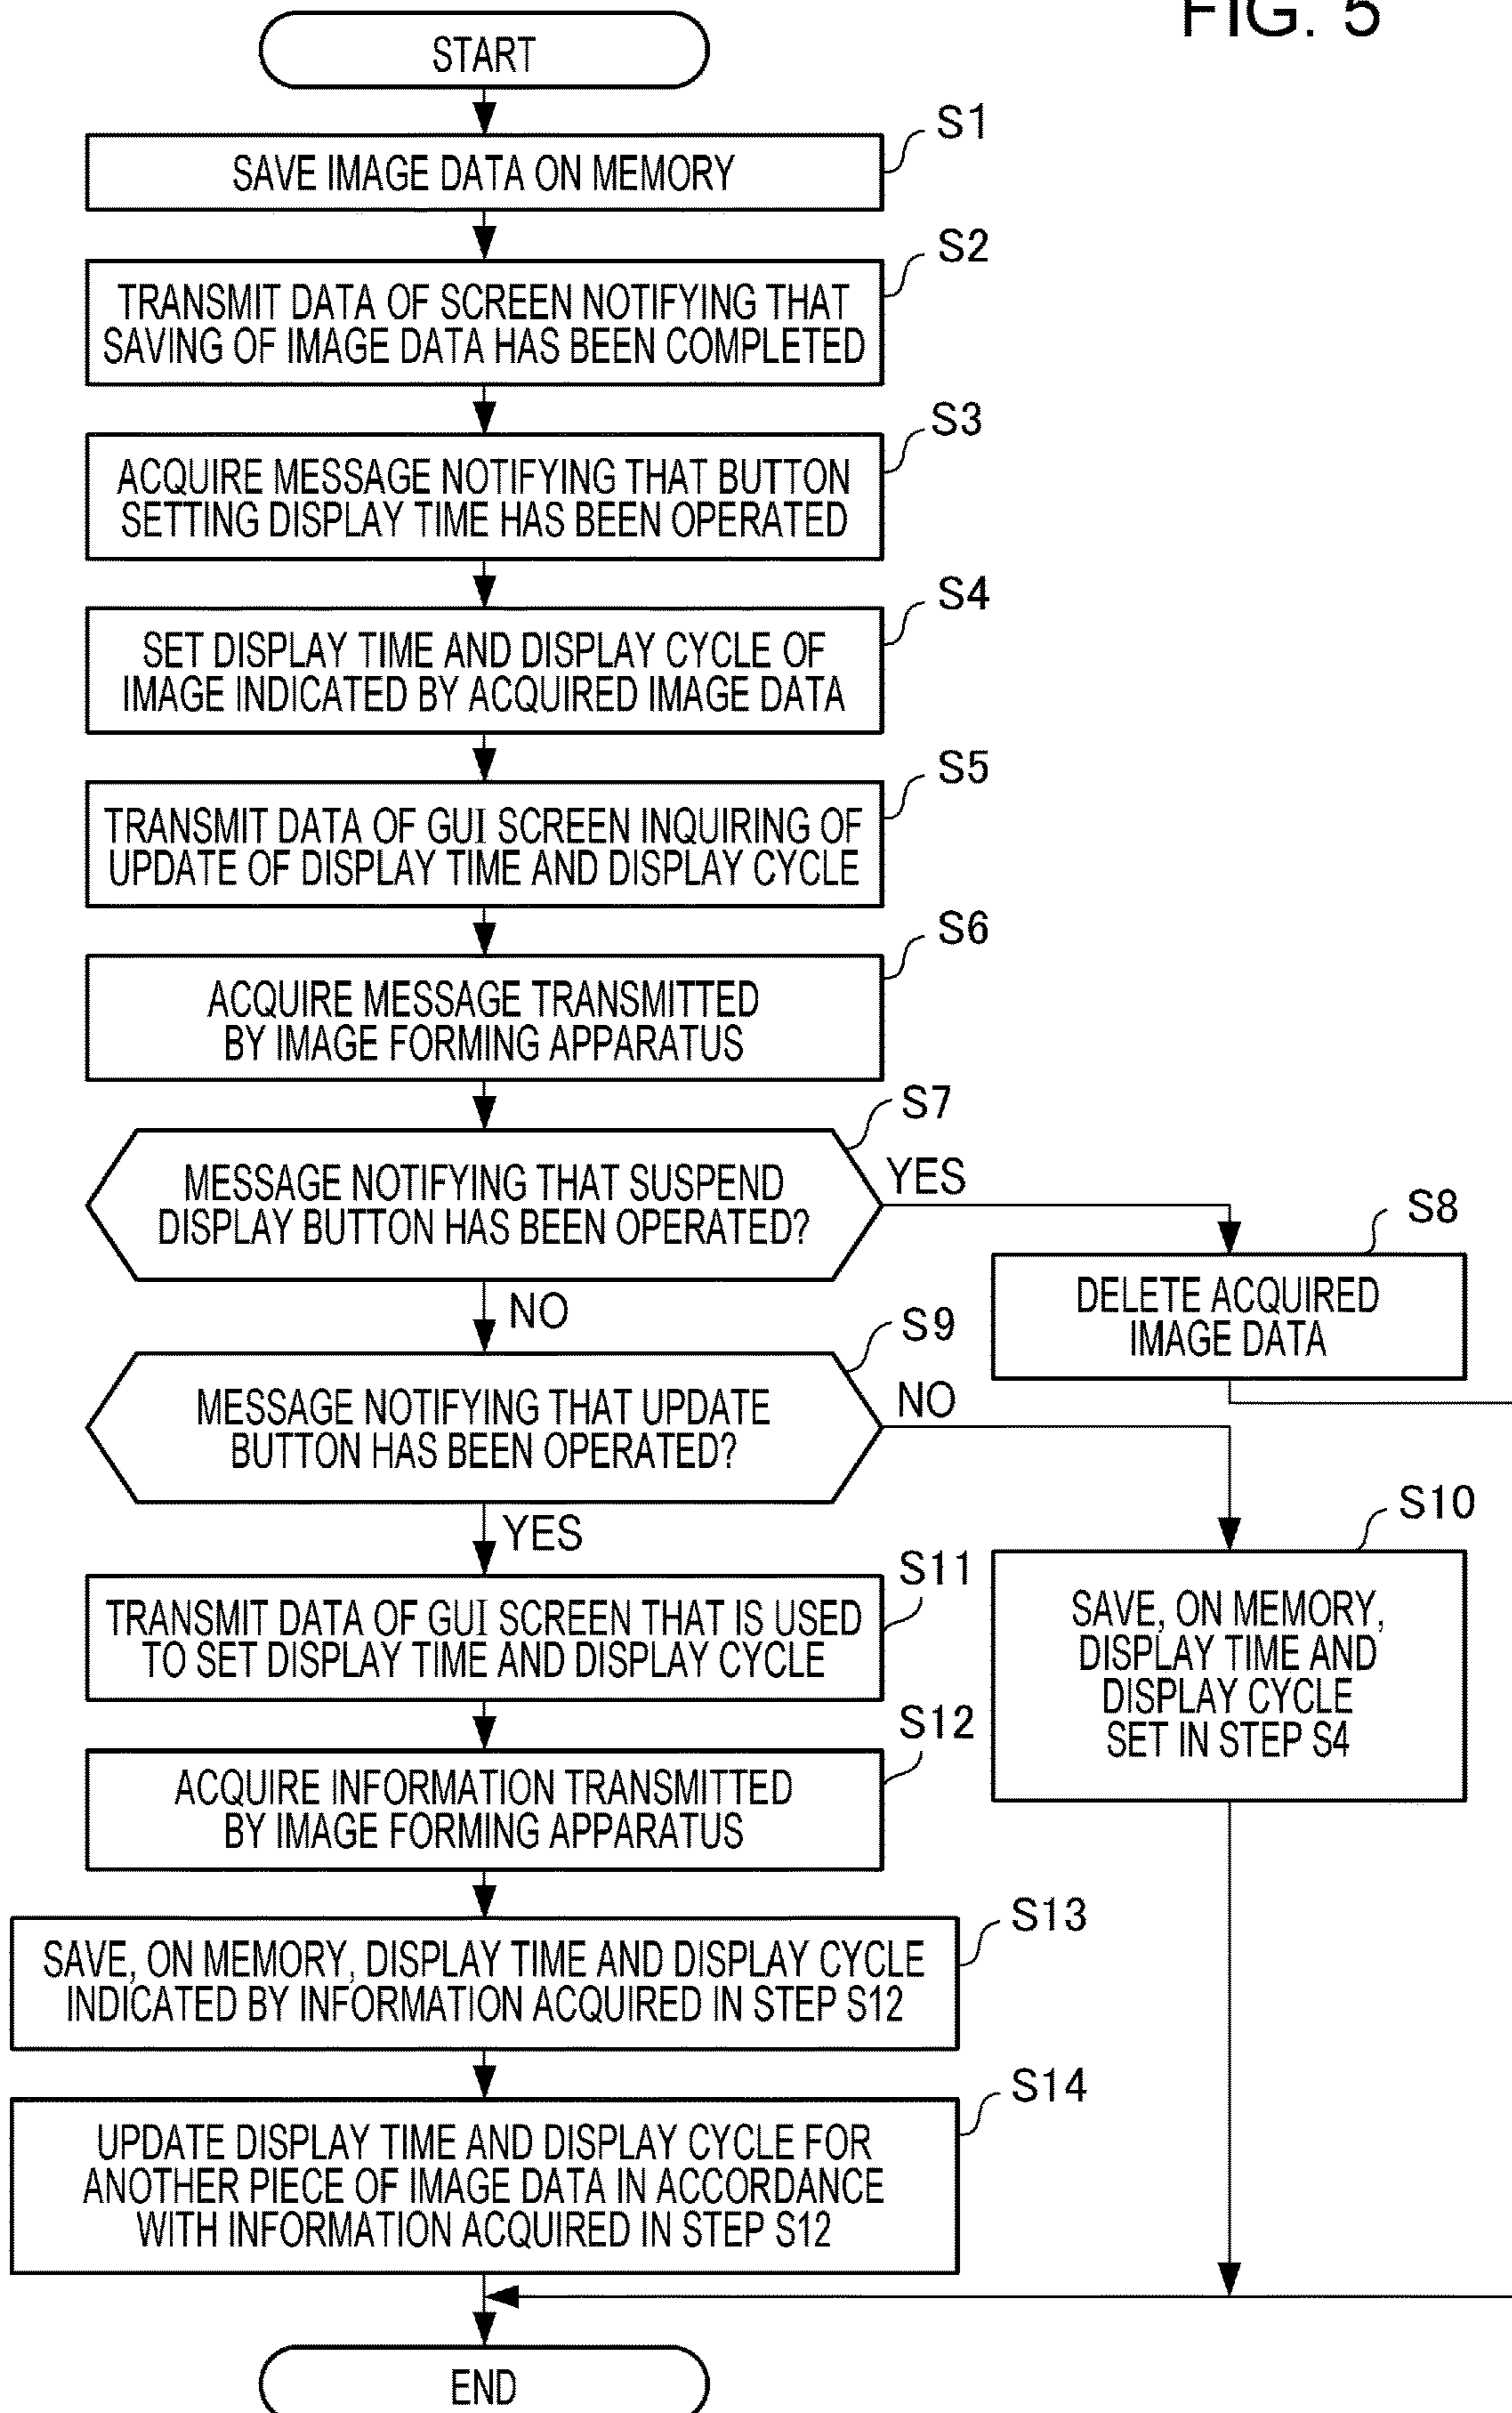 FIG. 5
START
S1
SAVE IMAGE DATA ON MEMORY
S2
TRANSMIT DATA OF SCREEN NOTIFYING THAT
SAVING OF IMAGE DATA HAS BEEN COMPLETED
S3
ACQUIRE MESSAGE NOTIFYING THAT BUTTON
SETTING DISPLAY TIME HAS BEEN OPERATED
S4
SET DISPLAY TIME AND DISPLAY CYCLE OF
IMAGE INDICATED BY ACQUIRED IMAGE DATA
S5
TRANSMIT DATA OF GUI SCREEN INQUIRING OF
UPDATE OF DISPLAY TIME AND DISPLAY CYCLE
S6
ACQUIRE MESSAGE TRANSMITTED
BY IMAGE FORMING APPARATUS
S7
MESSAGE NOTIFYING THAT SUSPEND
DISPLAY BUTTON HAS BEEN OPERATED?
YES
NO
S8
DELETE ACQUIRED
IMAGE DATA
S9
MESSAGE NOTIFYING THAT UPDATE
BUTTON HAS BEEN OPERATED?
NO
YES
S10
SAVE, ON MEMORY,
DISPLAY TIME AND
DISPLAY CYCLE
SET IN STEP S4
S11
TRANSMIT DATA OF GUI SCREEN THAT IS USED
TO SET DISPLAY TIME AND DISPLAY CYCLE
S12
ACQUIRE INFORMATION TRANSMITTED
BY IMAGE FORMING APPARATUS
S13
SAVE, ON MEMORY, DISPLAY TIME AND DISPLAY CYCLE
INDICATED BY INFORMATION ACQUIRED IN STEP S12
S14
UPDATE DISPLAY TIME AND DISPLAY CYCLE FOR
ANOTHER PIECE OF IMAGE DATA IN ACCORDANCE
WITH INFORMATION ACQUIRED IN STEP S12
END